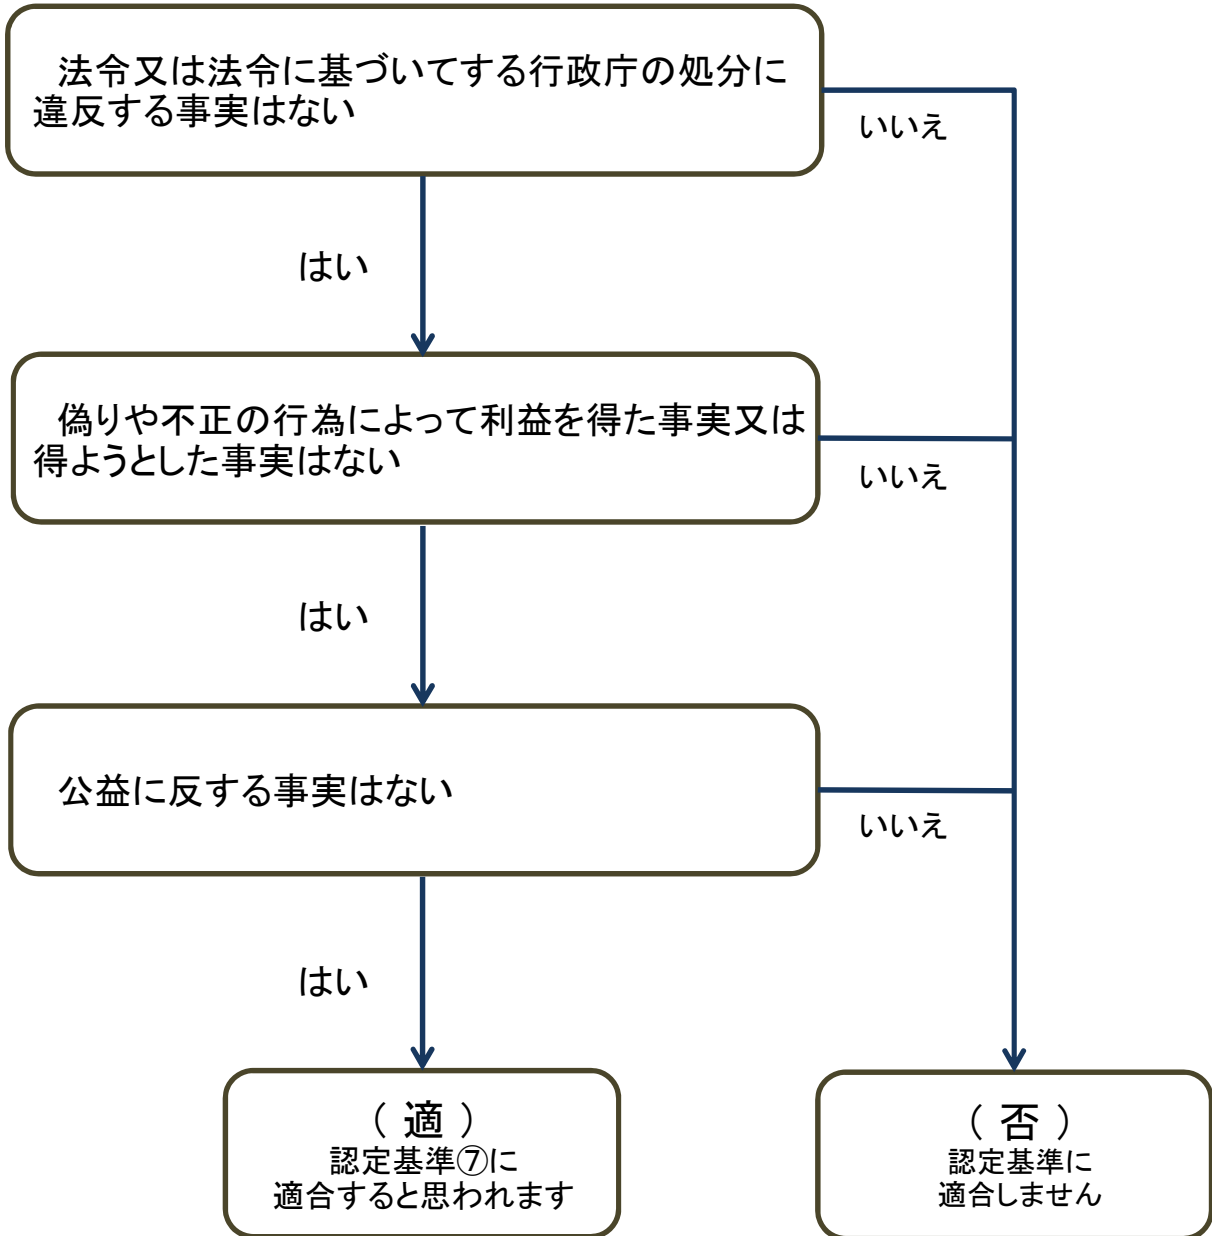 法令又は法令に基づいてする行政庁の処分に
違反する事実はない
いいえ
はい
偽りや不正の行為によって利益を得た事実又は
得ようとした事実はない
いいえ
はい
公益に反する事実はない
いいえ
はい
（ 適 ）
認定基準⑦に
適合すると思われます
（ 否 ）
認定基準に
適合しません